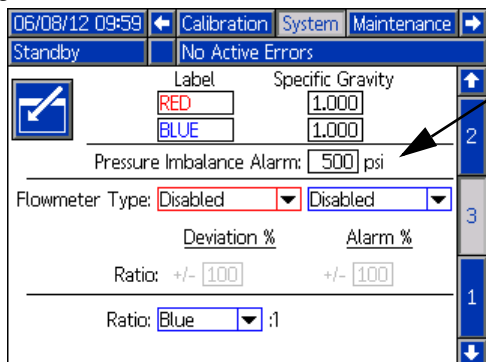 06/08/12 09:59 Calibration System Maintenance
Standby No Active Errors
Label Specific Gravity
RED 1.000
BLUE 1.000
2
Pressure Imbalance Alarm: 500 psi
Flowmeter Type: Disabled Disabled
3
Deviation % Alarm %
Ratio: +/- 100 +/- 100
1
Ratio: Blue :1